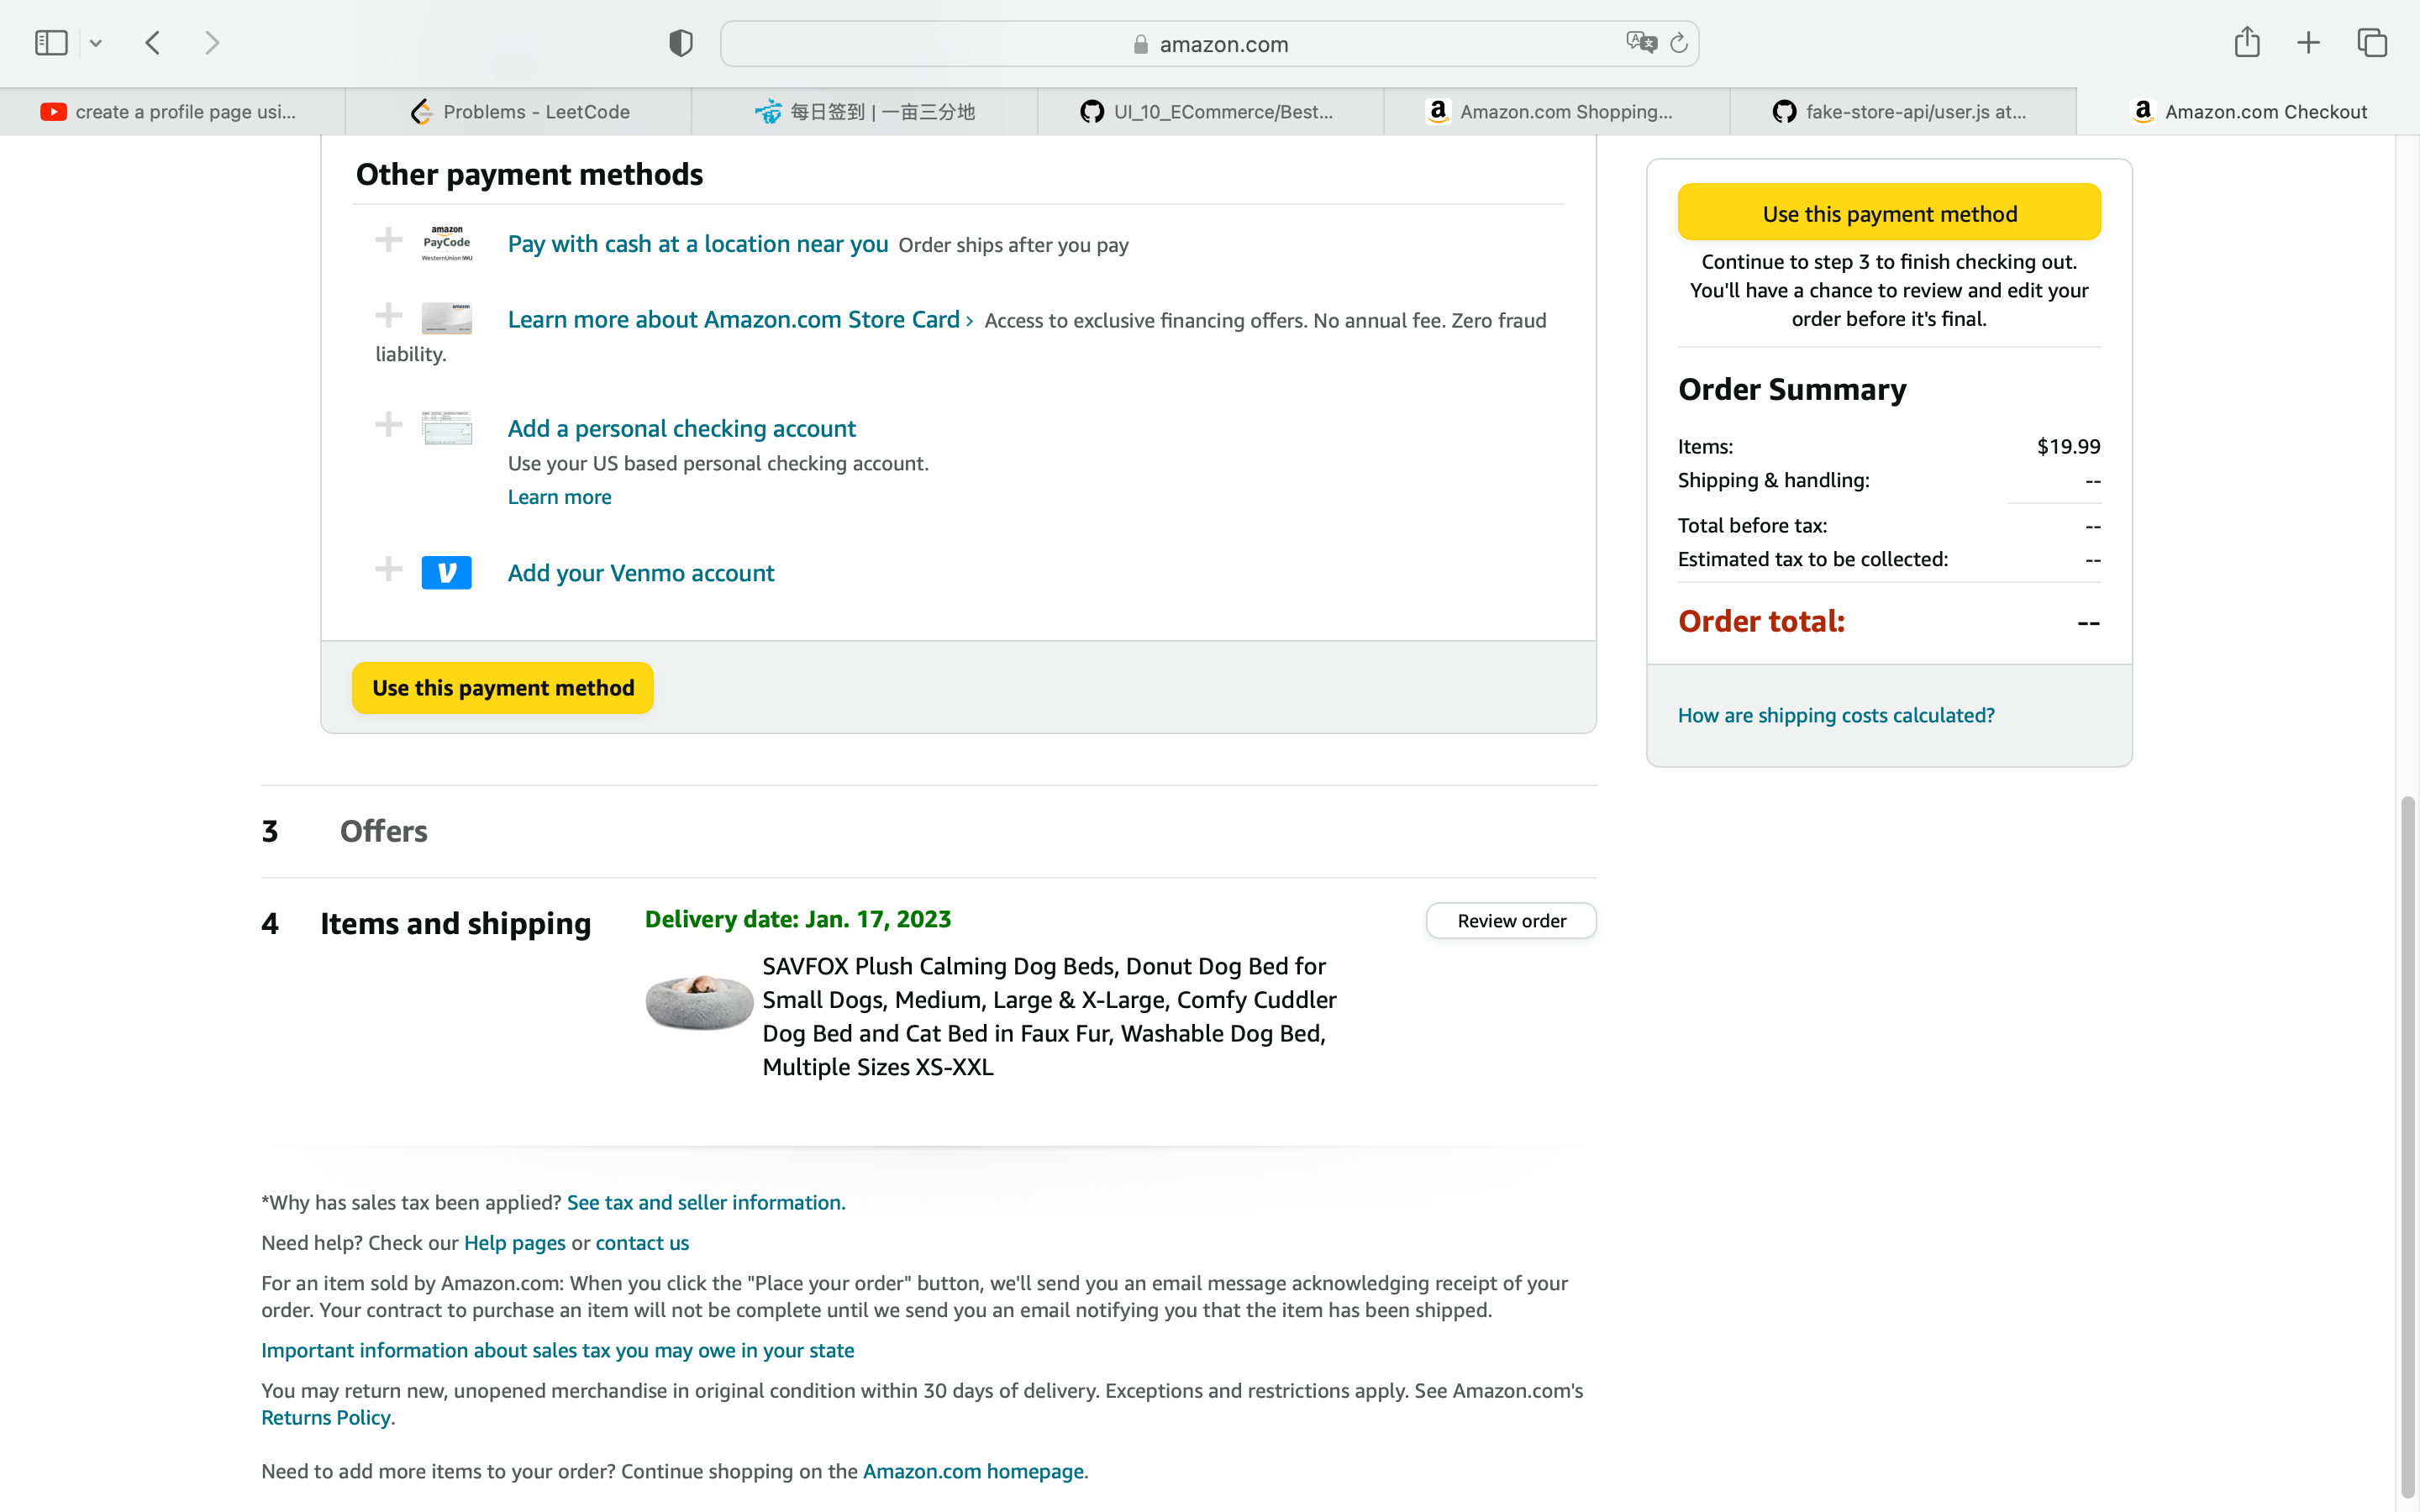 amazon.com
create a profile page usi...
Problems - LeetCode
每日签到 | 一亩三分地
UI_10_ECommerce/Best...
Amazon.com Shopping...
fake-store-api/user.js at...
Amazon.com Checkout
Other payment methods
amazon
PayCode
WesternUnion WU
Pay with cash at a location near you Order ships after you pay
amazon
Learn more about Amazon.com Store Card › Access to exclusive financing offers. No annual fee. Zero fraud
liability.
Add a personal checking account
Use your US based personal checking account.
Learn more
Add your Venmo account
Use this payment method
3 Offers
4 Items and shipping
Delivery date: Jan. 17, 2023
Review order
SAVFOX Plush Calming Dog Beds, Donut Dog Bed for
Small Dogs, Medium, Large & X-Large, Comfy Cuddler
Dog Bed and Cat Bed in Faux Fur, Washable Dog Bed,
Multiple Sizes XS-XXL
*Why has sales tax been applied? See tax and seller information.
Need help? Check our Help pages or contact us
For an item sold by Amazon.com: When you click the "Place your order" button, we'll send you an email message acknowledging receipt of your
order. Your contract to purchase an item will not be complete until we send you an email notifying you that the item has been shipped.
Important information about sales tax you may owe in your state
You may return new, unopened merchandise in original condition within 30 days of delivery. Exceptions and restrictions apply. See Amazon.com's
Returns Policy.
Need to add more items to your order? Continue shopping on the Amazon.com homepage.
Use this payment method
Continue to step 3 to finish checking out.
You'll have a chance to review and edit your
order before it's final.
Order Summary
Items: $19.99
Shipping & handling: --
Total before tax: --
Estimated tax to be collected: --
Order total: --
How are shipping costs calculated?